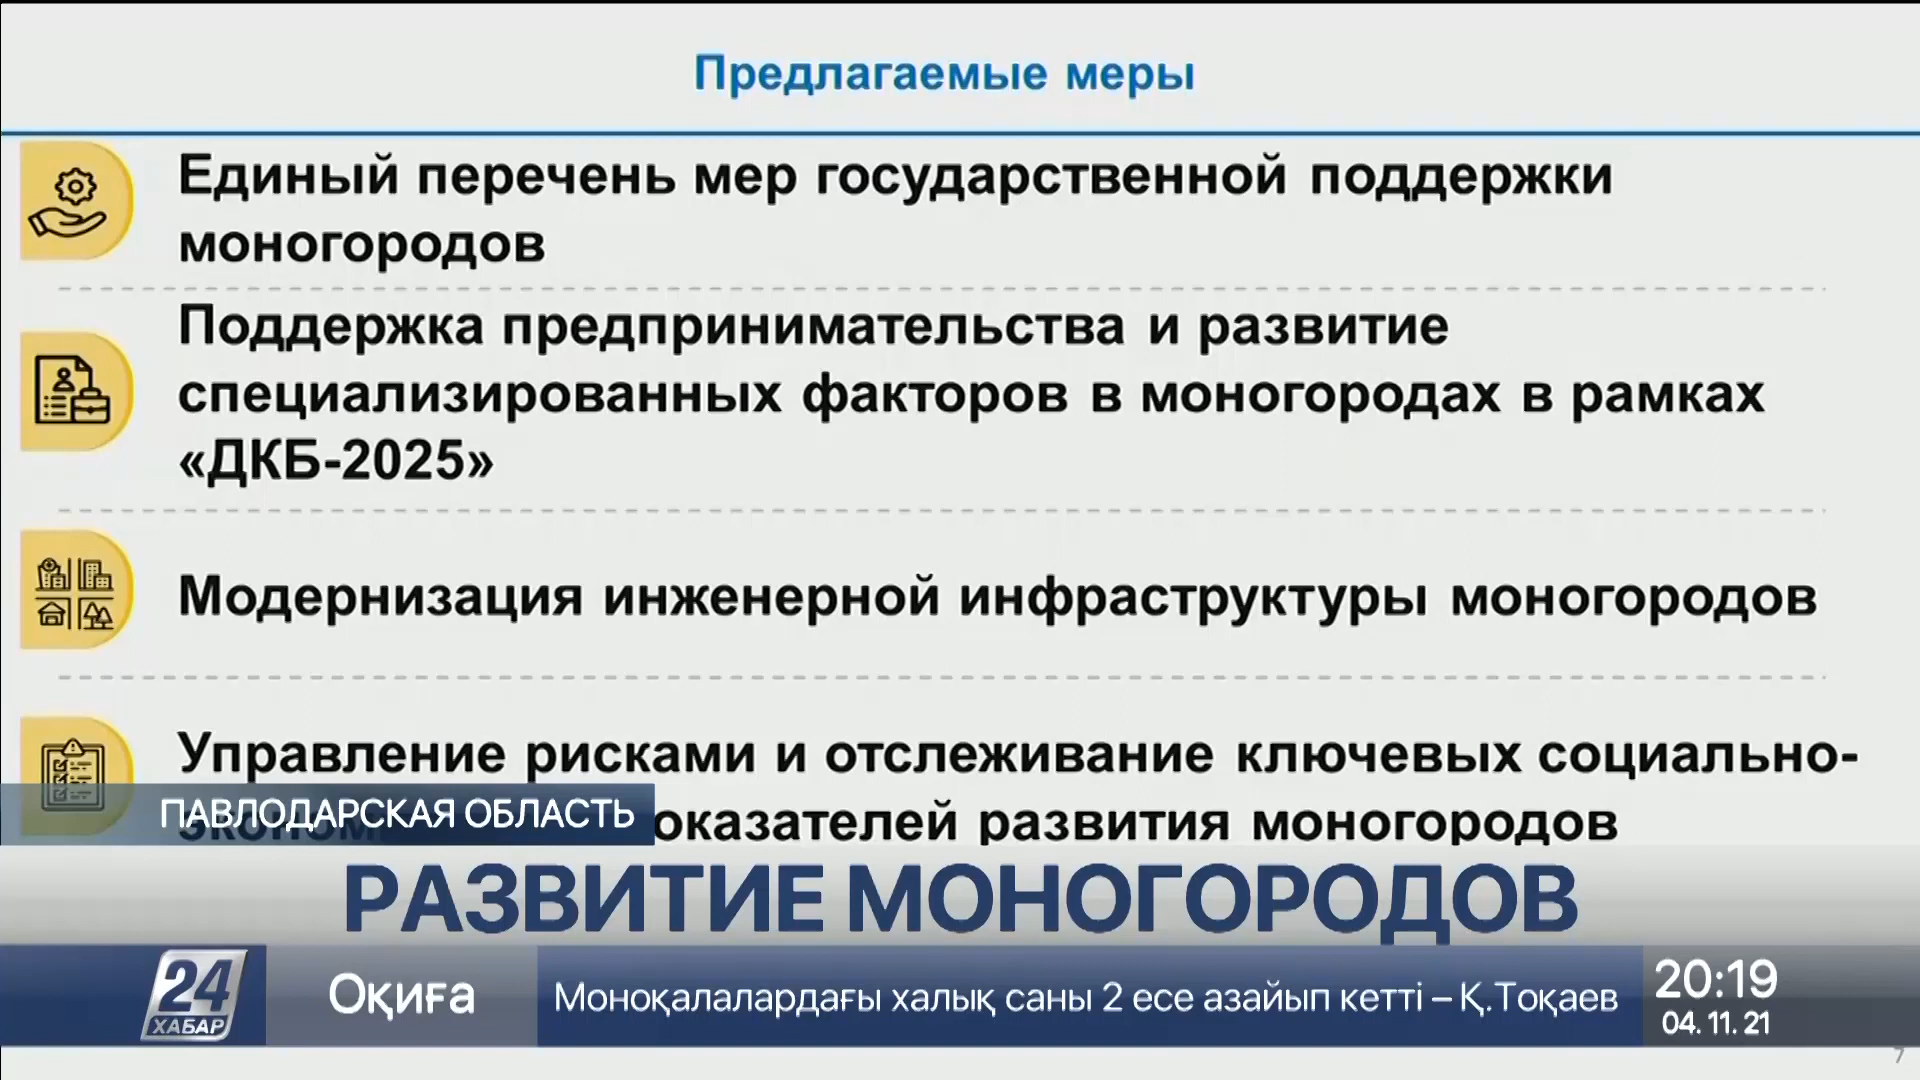 Предлагаемые меры
Единый перечень мер государственной поддержки
моногородов
Поддержка предпринимательства и развитие
специализированных факторов в моногородах в рамках
«ДКБ-2025»
Модернизация инженерной инфраструктуры моногородов
Управление рисками и отслеживание ключевых социально-
оказателей развития моногородов
ПАВЛОДАРСКАЯ ОБЛАСТЬ
РАЗВИТИЕ МОНОГОРОДОВ
24
ХАБАР
Оқиға
Моноқалалардағы халық саны 2 есе азайып кетті – Қ.Тоқаев
20:19
04. 11. 21
7